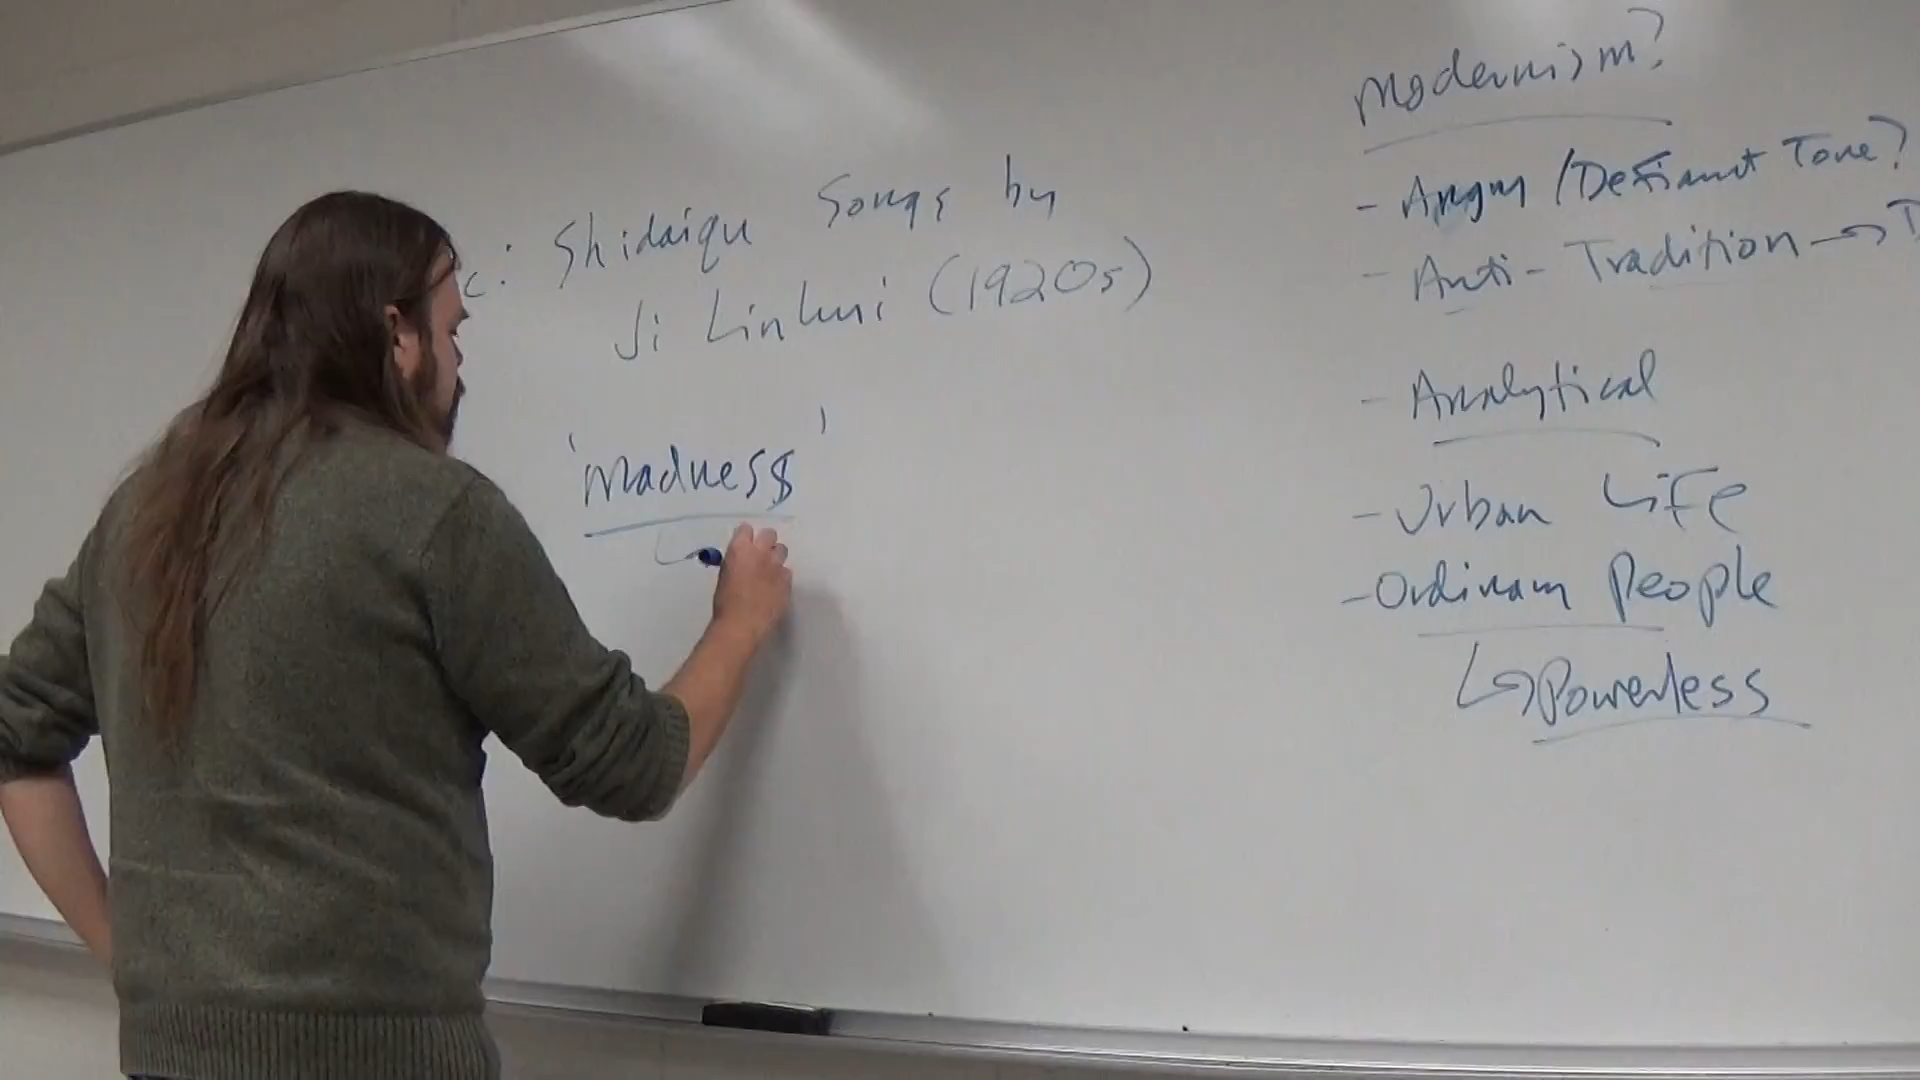 c: Shidaiqu Songs by
Ji Linhui (1920s)
'Madness'
Modernism?
- Angry / Defiant Tone?
- Anti-Tradition →
- Analytical
- Urban Life
- Ordinary People
↳ Powerless